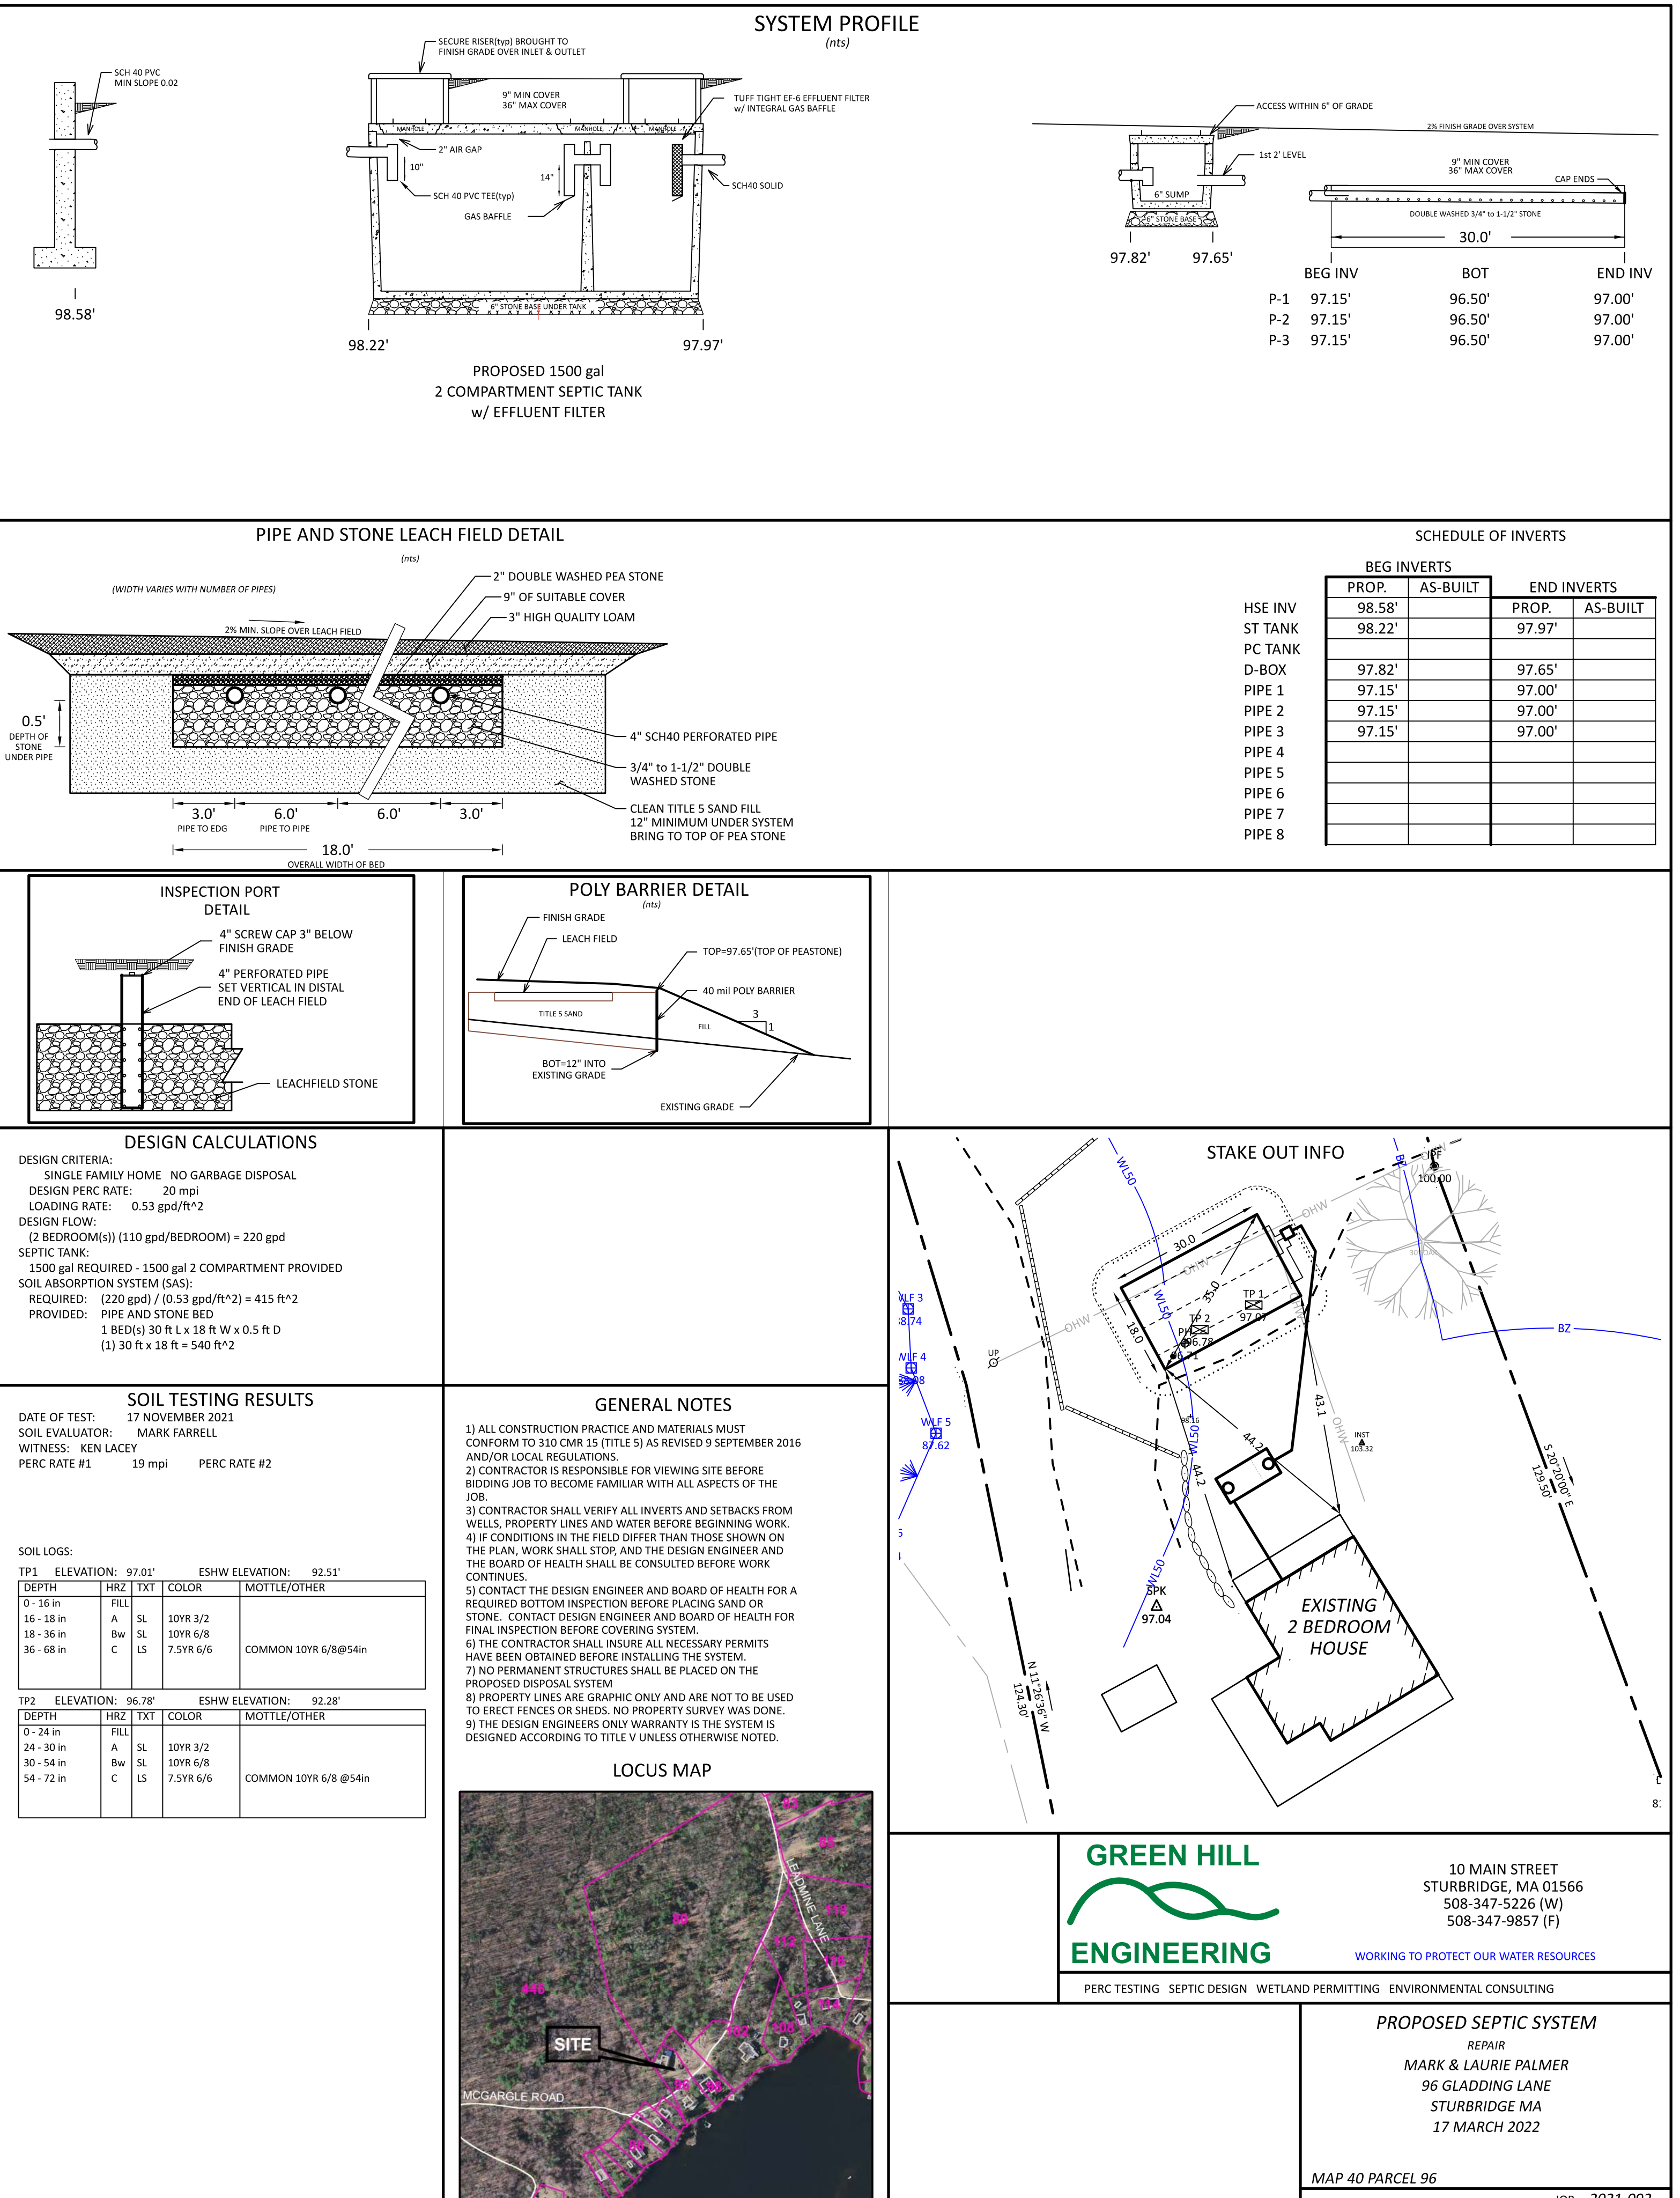 SYSTEM PROFILE
(nts)
SCH 40 PVC
MIN SLOPE 0.02
98.58'
SECURE RISER(typ) BROUGHT TO
FINISH GRADE OVER INLET & OUTLET
9" MIN COVER
36" MAX COVER
TUFF TIGHT EF-6 EFFLUENT FILTER
w/ INTEGRAL GAS BAFFLE
MANHOLE
MANHOLE
MANHOLE
2" AIR GAP
10"
14"
SCH 40 PVC TEE(typ)
SCH40 SOLID
GAS BAFFLE
6" STONE BASE UNDER TANK
98.22'
97.97'
PROPOSED 1500 gal
2 COMPARTMENT SEPTIC TANK
w/ EFFLUENT FILTER
ACCESS WITHIN 6" OF GRADE
2% FINISH GRADE OVER SYSTEM
1st 2' LEVEL
9" MIN COVER
36" MAX COVER
CAP ENDS
6" SUMP
6" STONE BASE
DOUBLE WASHED 3/4" to 1-1/2" STONE
30.0'
97.82' 97.65'
BEG INV BOT END INV
P-1 97.15' 96.50' 97.00'
P-2 97.15' 96.50' 97.00'
P-3 97.15' 96.50' 97.00'
PIPE AND STONE LEACH FIELD DETAIL
(nts)
(WIDTH VARIES WITH NUMBER OF PIPES)
2" DOUBLE WASHED PEA STONE
9" OF SUITABLE COVER
3" HIGH QUALITY LOAM
2% MIN. SLOPE OVER LEACH FIELD
0.5'
DEPTH OF
STONE
UNDER PIPE
4" SCH40 PERFORATED PIPE
3/4" to 1-1/2" DOUBLE
WASHED STONE
CLEAN TITLE 5 SAND FILL
12" MINIMUM UNDER SYSTEM
BRING TO TOP OF PEA STONE
3.0' 6.0' 6.0' 3.0'
PIPE TO EDG PIPE TO PIPE
18.0'
OVERALL WIDTH OF BED
SCHEDULE OF INVERTS
BEG INVERTS
PROP. AS-BUILT END INVERTS
HSE INV 98.58' PROP. AS-BUILT
ST TANK 98.22' 97.97'
PC TANK
D-BOX 97.82' 97.65'
PIPE 1 97.15' 97.00'
PIPE 2 97.15' 97.00'
PIPE 3 97.15' 97.00'
PIPE 4
PIPE 5
PIPE 6
PIPE 7
PIPE 8
INSPECTION PORT
DETAIL
4" SCREW CAP 3" BELOW
FINISH GRADE
4" PERFORATED PIPE
SET VERTICAL IN DISTAL
END OF LEACH FIELD
LEACHFIELD STONE
POLY BARRIER DETAIL
(nts)
FINISH GRADE
LEACH FIELD
TOP=97.65'(TOP OF PEASTONE)
40 mil POLY BARRIER
TITLE 5 SAND
FILL
3
1
BOT=12" INTO
EXISTING GRADE
EXISTING GRADE
DESIGN CALCULATIONS
DESIGN CRITERIA:
SINGLE FAMILY HOME NO GARBAGE DISPOSAL
DESIGN PERC RATE: 20 mpi
LOADING RATE: 0.53 gpd/ft^2
DESIGN FLOW:
(2 BEDROOM(s)) (110 gpd/BEDROOM) = 220 gpd
SEPTIC TANK:
1500 gal REQUIRED - 1500 gal 2 COMPARTMENT PROVIDED
SOIL ABSORPTION SYSTEM (SAS):
REQUIRED: (220 gpd) / (0.53 gpd/ft^2) = 415 ft^2
PROVIDED: PIPE AND STONE BED
1 BED(s) 30 ft L x 18 ft W x 0.5 ft D
(1) 30 ft x 18 ft = 540 ft^2
SOIL TESTING RESULTS
DATE OF TEST: 17 NOVEMBER 2021
SOIL EVALUATOR: MARK FARRELL
WITNESS: KEN LACEY
PERC RATE #1 19 mpi PERC RATE #2
SOIL LOGS:
TP1 ELEVATION: 97.01' ESHW ELEVATION: 92.51'
DEPTH HRZ TXT COLOR MOTTLE/OTHER
0 - 16 in FILL
16 - 18 in A SL 10YR 3/2
18 - 36 in Bw SL 10YR 6/8
36 - 68 in C LS 7.5YR 6/6 COMMON 10YR 6/8@54in
TP2 ELEVATION: 96.78' ESHW ELEVATION: 92.28'
DEPTH HRZ TXT COLOR MOTTLE/OTHER
0 - 24 in FILL
24 - 30 in A SL 10YR 3/2
30 - 54 in Bw SL 10YR 6/8
54 - 72 in C LS 7.5YR 6/6 COMMON 10YR 6/8 @54in
GENERAL NOTES
1) ALL CONSTRUCTION PRACTICE AND MATERIALS MUST
CONFORM TO 310 CMR 15 (TITLE 5) AS REVISED 9 SEPTEMBER 2016
AND/OR LOCAL REGULATIONS.
2) CONTRACTOR IS RESPONSIBLE FOR VIEWING SITE BEFORE
BIDDING JOB TO BECOME FAMILIAR WITH ALL ASPECTS OF THE
JOB.
3) CONTRACTOR SHALL VERIFY ALL INVERTS AND SETBACKS FROM
WELLS, PROPERTY LINES AND WATER BEFORE BEGINNING WORK.
4) IF CONDITIONS IN THE FIELD DIFFER THAN THOSE SHOWN ON
THE PLAN, WORK SHALL STOP, AND THE DESIGN ENGINEER AND
THE BOARD OF HEALTH SHALL BE CONSULTED BEFORE WORK
CONTINUES.
5) CONTACT THE DESIGN ENGINEER AND BOARD OF HEALTH FOR A
REQUIRED BOTTOM INSPECTION BEFORE PLACING SAND OR
STONE. CONTACT DESIGN ENGINEER AND BOARD OF HEALTH FOR
FINAL INSPECTION BEFORE COVERING SYSTEM.
6) THE CONTRACTOR SHALL INSURE ALL NECESSARY PERMITS
HAVE BEEN OBTAINED BEFORE INSTALLING THE SYSTEM.
7) NO PERMANENT STRUCTURES SHALL BE PLACED ON THE
PROPOSED DISPOSAL SYSTEM
8) PROPERTY LINES ARE GRAPHIC ONLY AND ARE NOT TO BE USED
TO ERECT FENCES OR SHEDS. NO PROPERTY SURVEY WAS DONE.
9) THE DESIGN ENGINEERS ONLY WARRANTY IS THE SYSTEM IS
DESIGNED ACCORDING TO TITLE V UNLESS OTHERWISE NOTED.
LOCUS MAP
LEADMINE LANE
112
114
446
SITE
MCGARGLE ROAD
STAKE OUT INFO
WL50
BZ
IPF
100.00
OHW
OHW
OHW
OHW
OHW
OHW
30.0
35.0
18.0
WL50
TP 1
97.07
TP 2
96.78
UP
WLF 4
WLF 5
87.62
BZ
98.16
WL50
44.2
44.2
43.1
INST
103.32
S 20°20'00" E
129.50'
WL50
SPK
97.04
N 11°26'36" W
124.30'
EXISTING
2 BEDROOM
HOUSE
GREEN HILL
ENGINEERING
10 MAIN STREET
STURBRIDGE, MA 01566
508-347-5226 (W)
508-347-9857 (F)
WORKING TO PROTECT OUR WATER RESOURCES
PERC TESTING SEPTIC DESIGN WETLAND PERMITTING ENVIRONMENTAL CONSULTING
PROPOSED SEPTIC SYSTEM
REPAIR
MARK & LAURIE PALMER
96 GLADDING LANE
STURBRIDGE MA
17 MARCH 2022
MAP 40 PARCEL 96